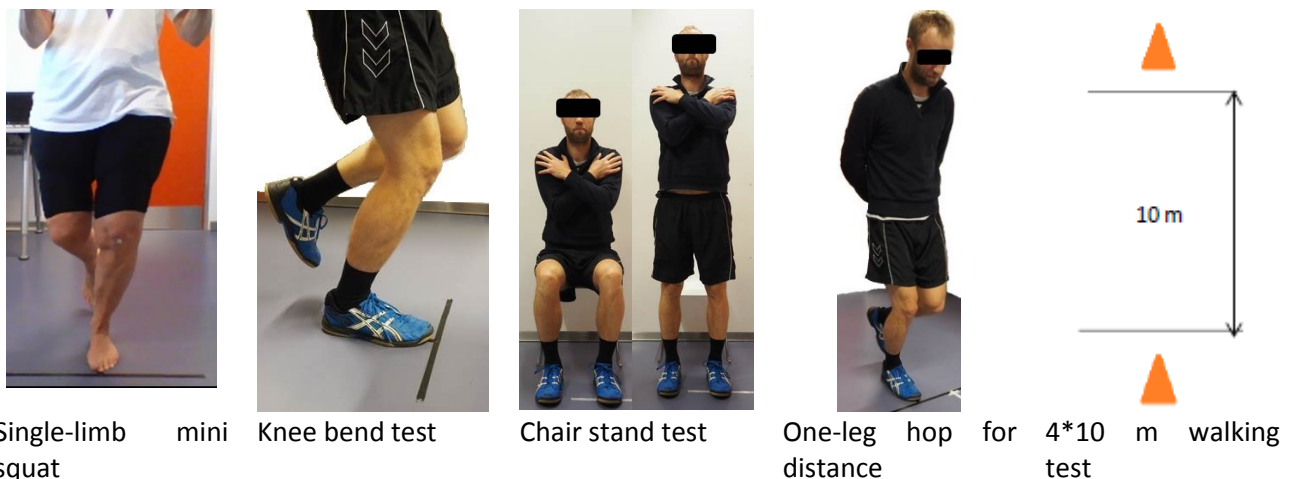 10 m
Single-limb mini
squat
Knee bend test
Chair stand test
One-leg hop for
distance
4*10 m walking
test